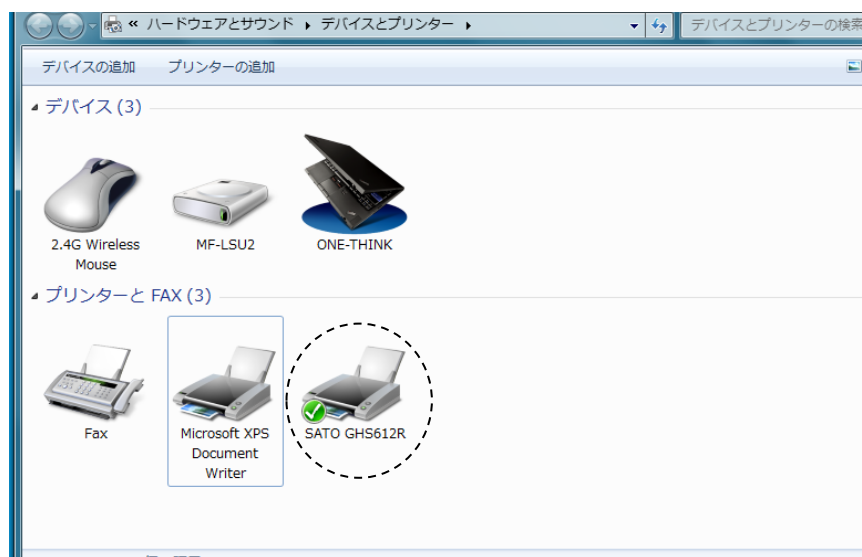 « ハードウェアとサウンド ▸ デバイスとプリンター ▸
デバイスとプリンターの検索
デバイスの追加 プリンターの追加
デバイス (3)
2.4G Wireless
Mouse
MF-LSU2
ONE-THINK
プリンターと FAX (3)
Fax
Microsoft XPS
Document
Writer
SATO GHS612R